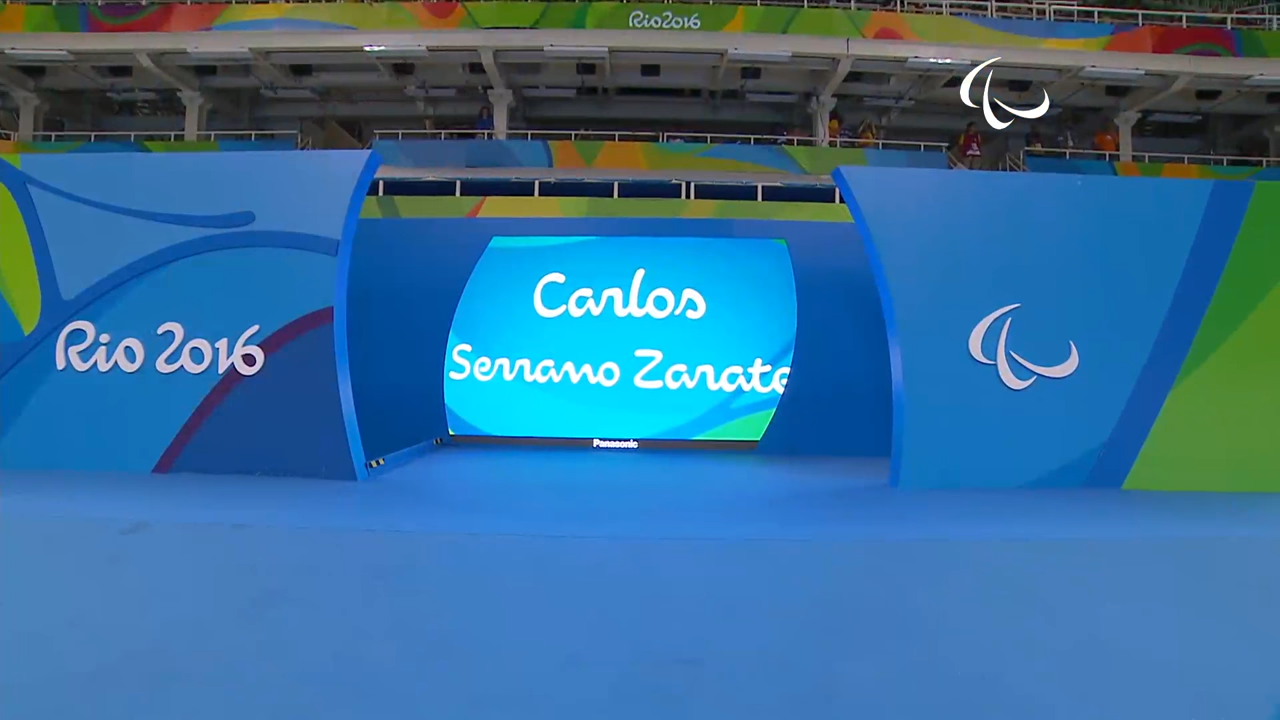 Rio2016
Carlos
Serrano Zarate
Rio 2016
Panasonic